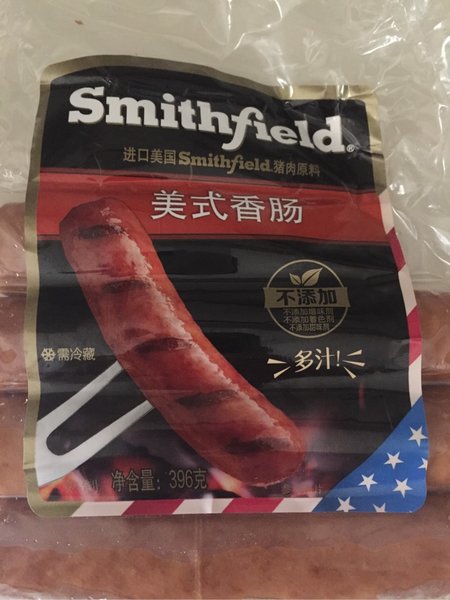 Smithfield®
进口美国Smithfield®猪肉原料
美式香肠
不添加
不添加增味剂
不添加着色剂
不添加甜味剂
多汁!
需冷藏
净含量: 396克